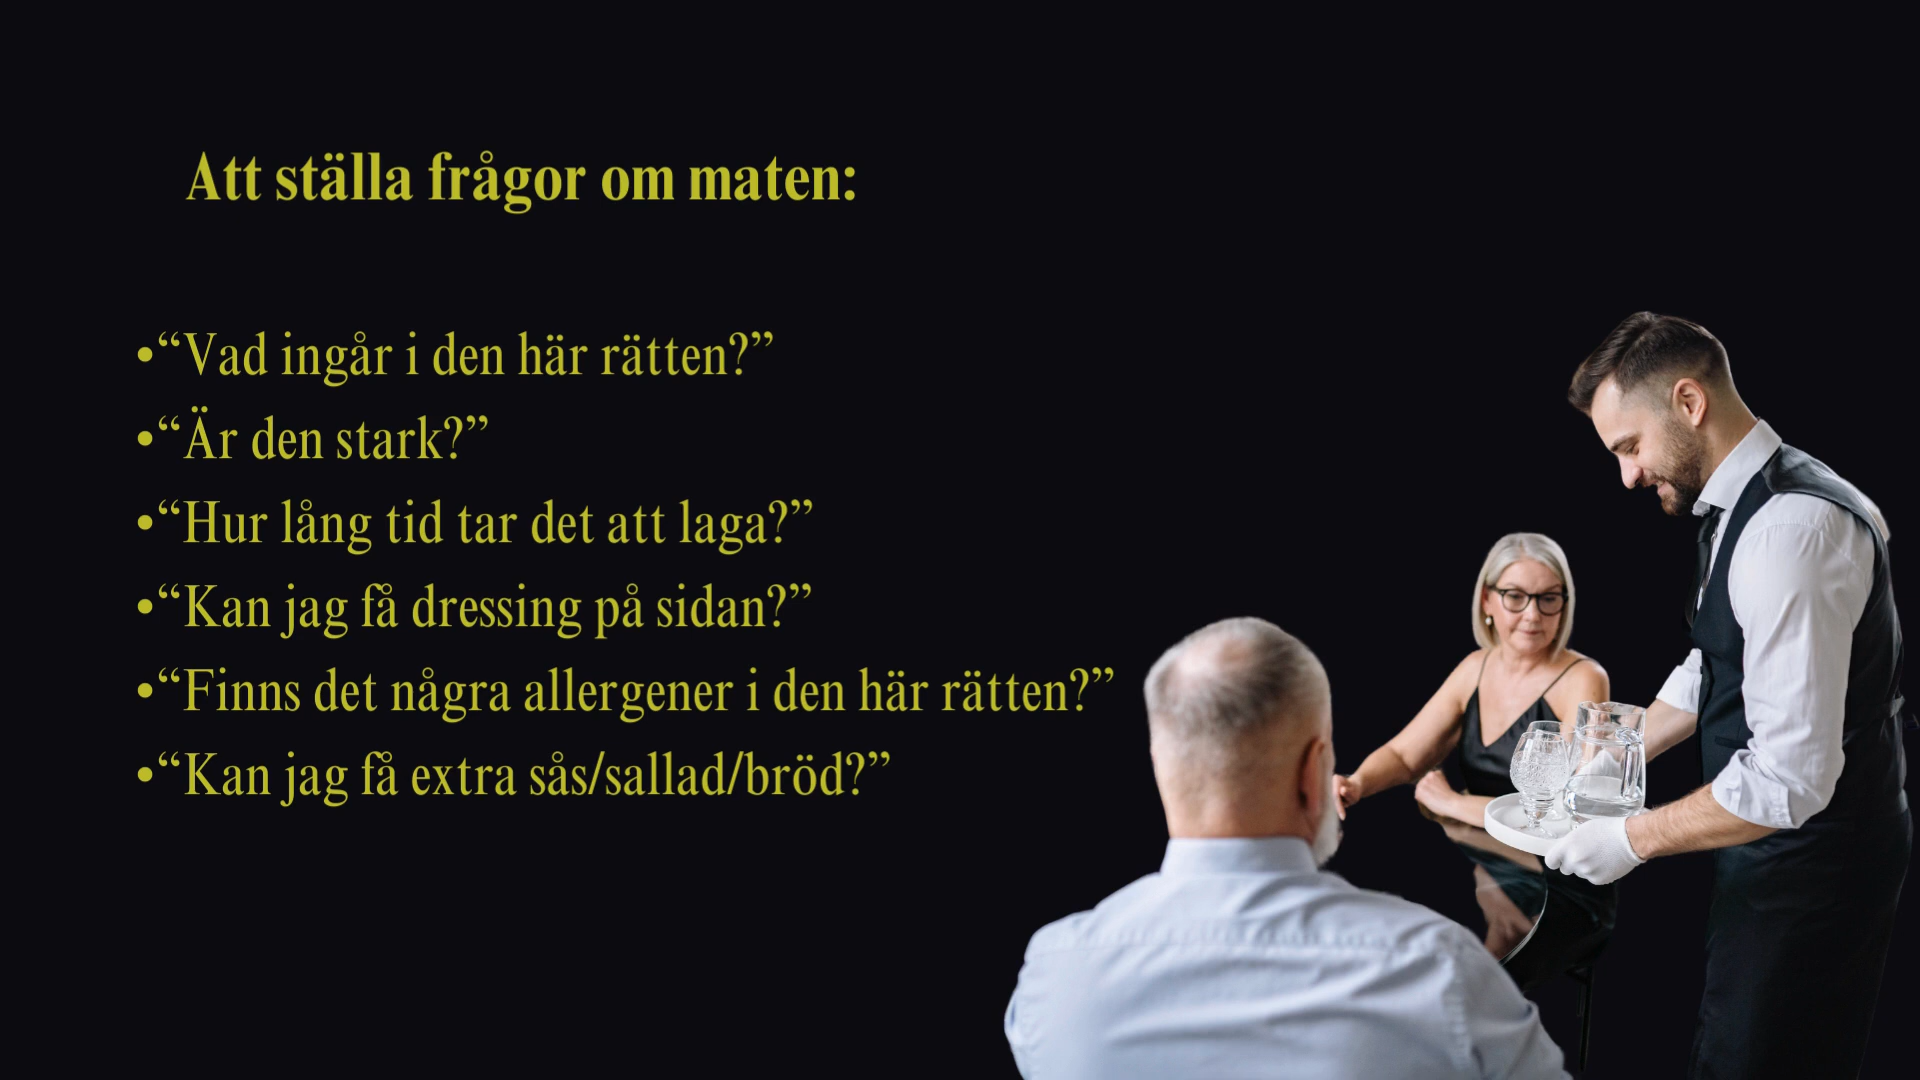 Att ställa frågor om maten:
•“Vad ingår i den här rätten?”
•“Är den stark?”
•“Hur lång tid tar det att laga?”
•“Kan jag få dressing på sidan?”
•“Finns det några allergener i den här rätten?”
•“Kan jag få extra sås/sallad/bröd?”